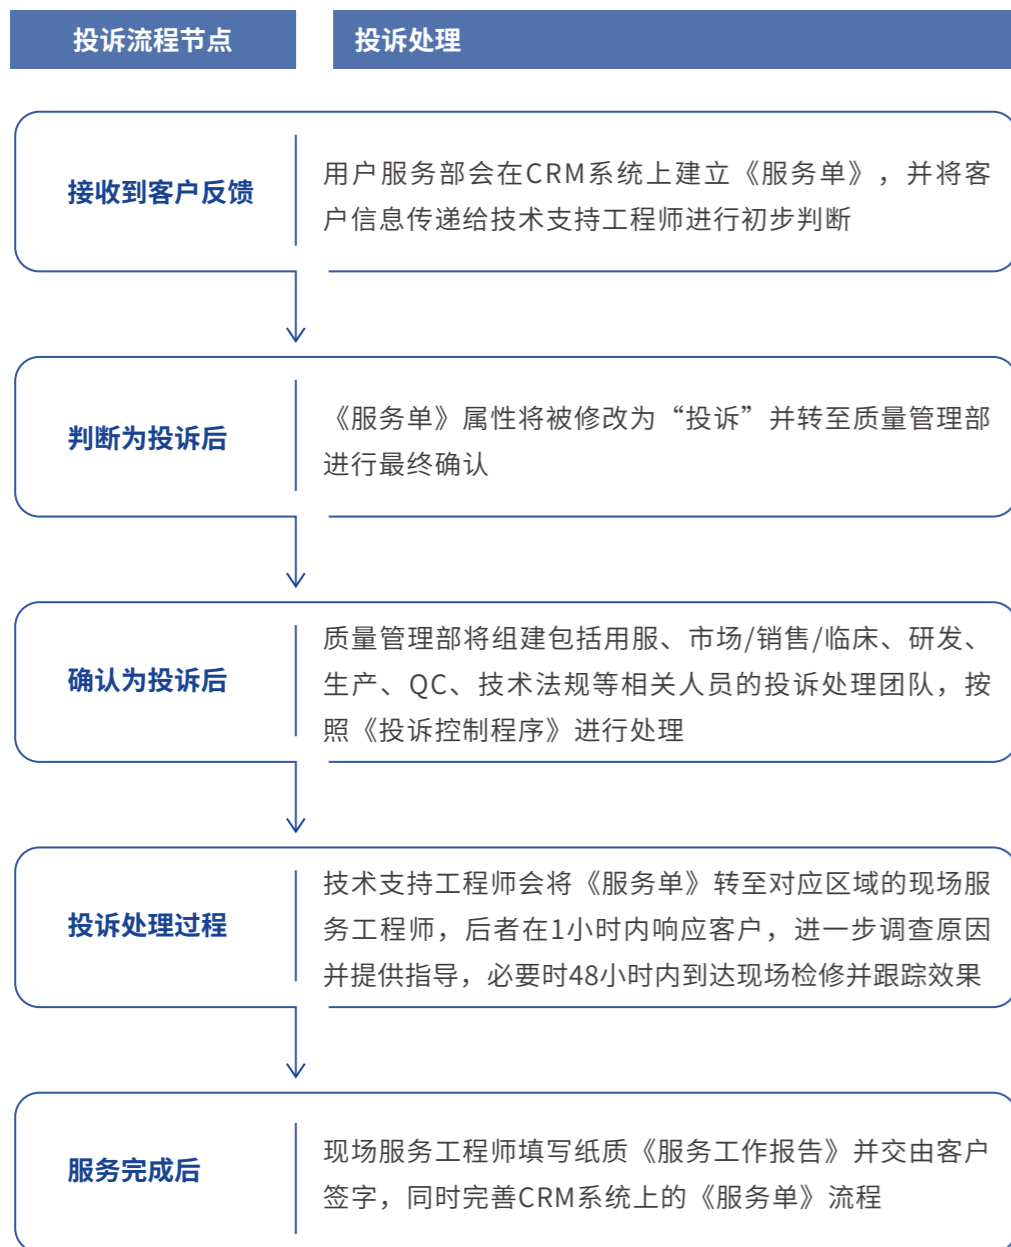 投诉流程节点
投诉处理
接收到客户反馈
用户服务部会在CRM系统上建立《服务单》，并将客
户信息传递给技术支持工程师进行初步判断
判断为投诉后
《服务单》属性将被修改为“投诉”并转至质量管理部
进行最终确认
确认为投诉后
质量管理部将组建包括用服、市场/销售/临床、研发、
生产、QC、技术法规等相关人员的投诉处理团队，按
照《投诉控制程序》进行处理
投诉处理过程
技术支持工程师会将《服务单》转至对应区域的现场服
务工程师，后者在1小时内响应客户，进一步调查原因
并提供指导，必要时48小时内到达现场检修并跟踪效果
服务完成后
现场服务工程师填写纸质《服务工作报告》并交由客户
签字，同时完善CRM系统上的《服务单》流程